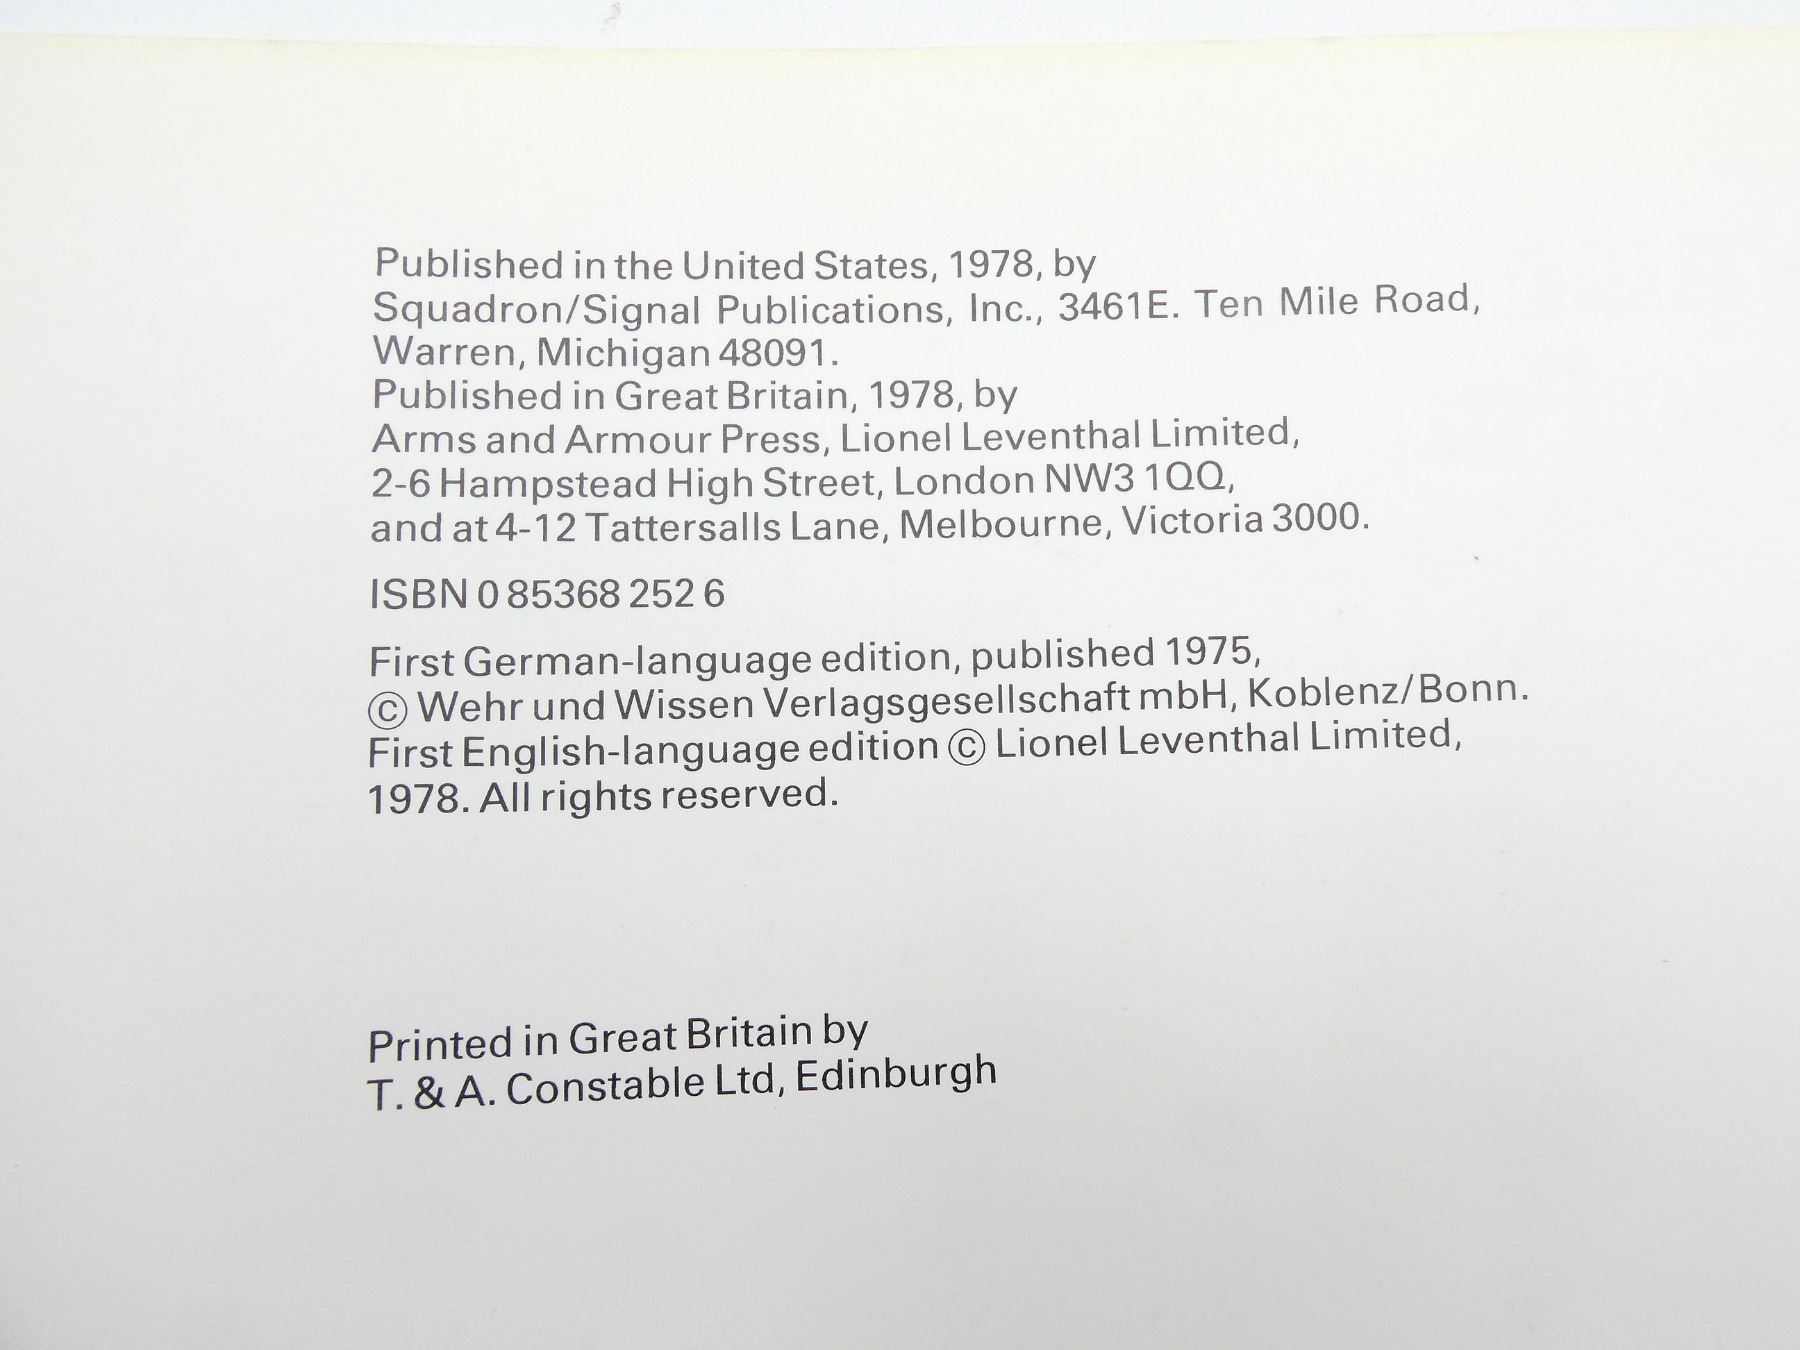 Published in the United States, 1978, by
Squadron/Signal Publications, Inc., 3461 E. Ten Mile Road,
Warren, Michigan 48091.
Published in Great Britain, 1978, by
Arms and Armour Press, Lionel Leventhal Limited,
2-6 Hampstead High Street, London NW3 1QQ,
and at 4-12 Tattersalls Lane, Melbourne, Victoria 3000.
ISBN 0 85368 252 6
First German-language edition, published 1975,
© Wehr und Wissen Verlagsgesellschaft mbH, Koblenz/Bonn.
First English-language edition © Lionel Leventhal Limited,
1978. All rights reserved.
Printed in Great Britain by
T. & A. Constable Ltd, Edinburgh